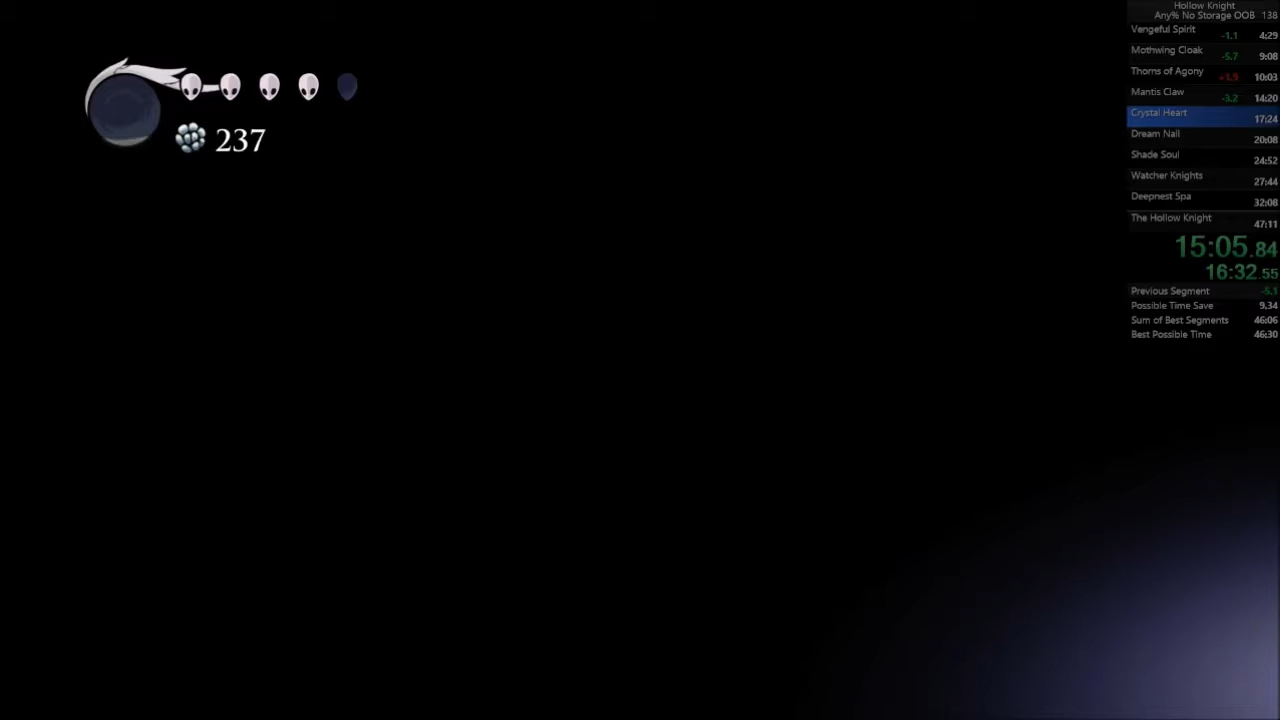 Hollow Knight
Any% No Storage OOB 138
Vengeful Spirit -1.1 4:29
Mothwing Cloak -5.7 9:08
Thorns of Agony +1.9 10:03
Mantis Claw -3.2 14:20
Crystal Heart 17:24
Dream Nail 20:08
Shade Soul 24:52
Watcher Knights 27:44
Deepnest Spa 32:08
The Hollow Knight 47:11
15:05.84
16:32.55
Previous Segment -5.1
Possible Time Save 9.34
Sum of Best Segments 46:06
Best Possible Time 46:30
237